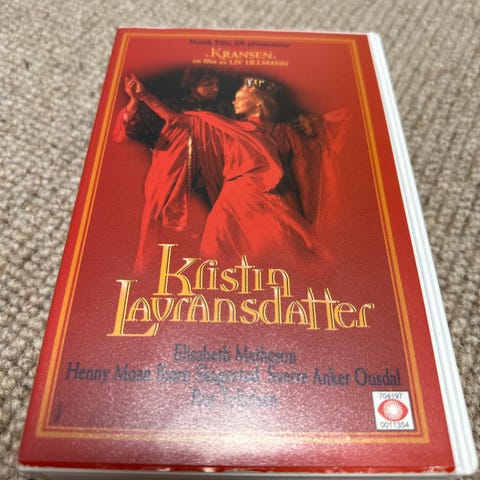 Norsk Film AS presenterer
KRANSEN
en film av LIV ULLMANN
Kristin
Lavransdatter
Elisabeth Matheson
Henny Moan Bjørn Skagestad Sverre Anker Ousdal
704197
0011354